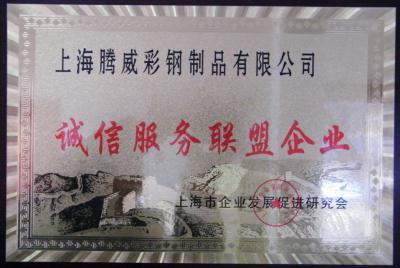 上海腾威彩钢制品有限公司
诚信服务联盟企业
上海市企业发展促进研究会